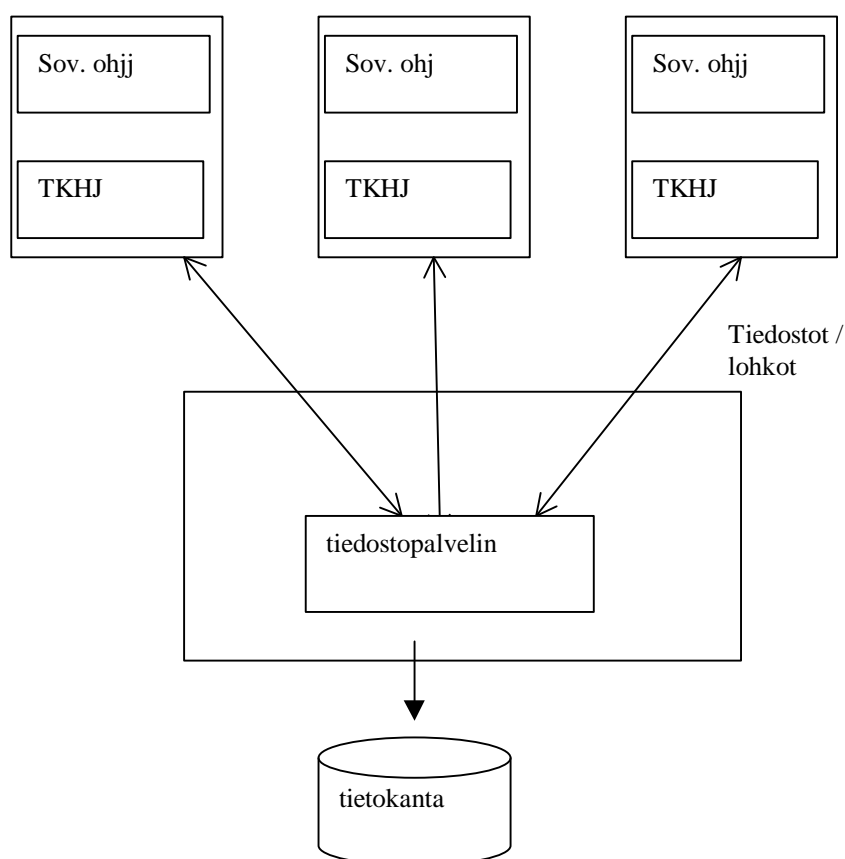 Sov. ohjj
Sov. ohj
Sov. ohjj
TKHJ
TKHJ
TKHJ
Tiedostot /
lohkot
tiedostopalvelin
tietokanta